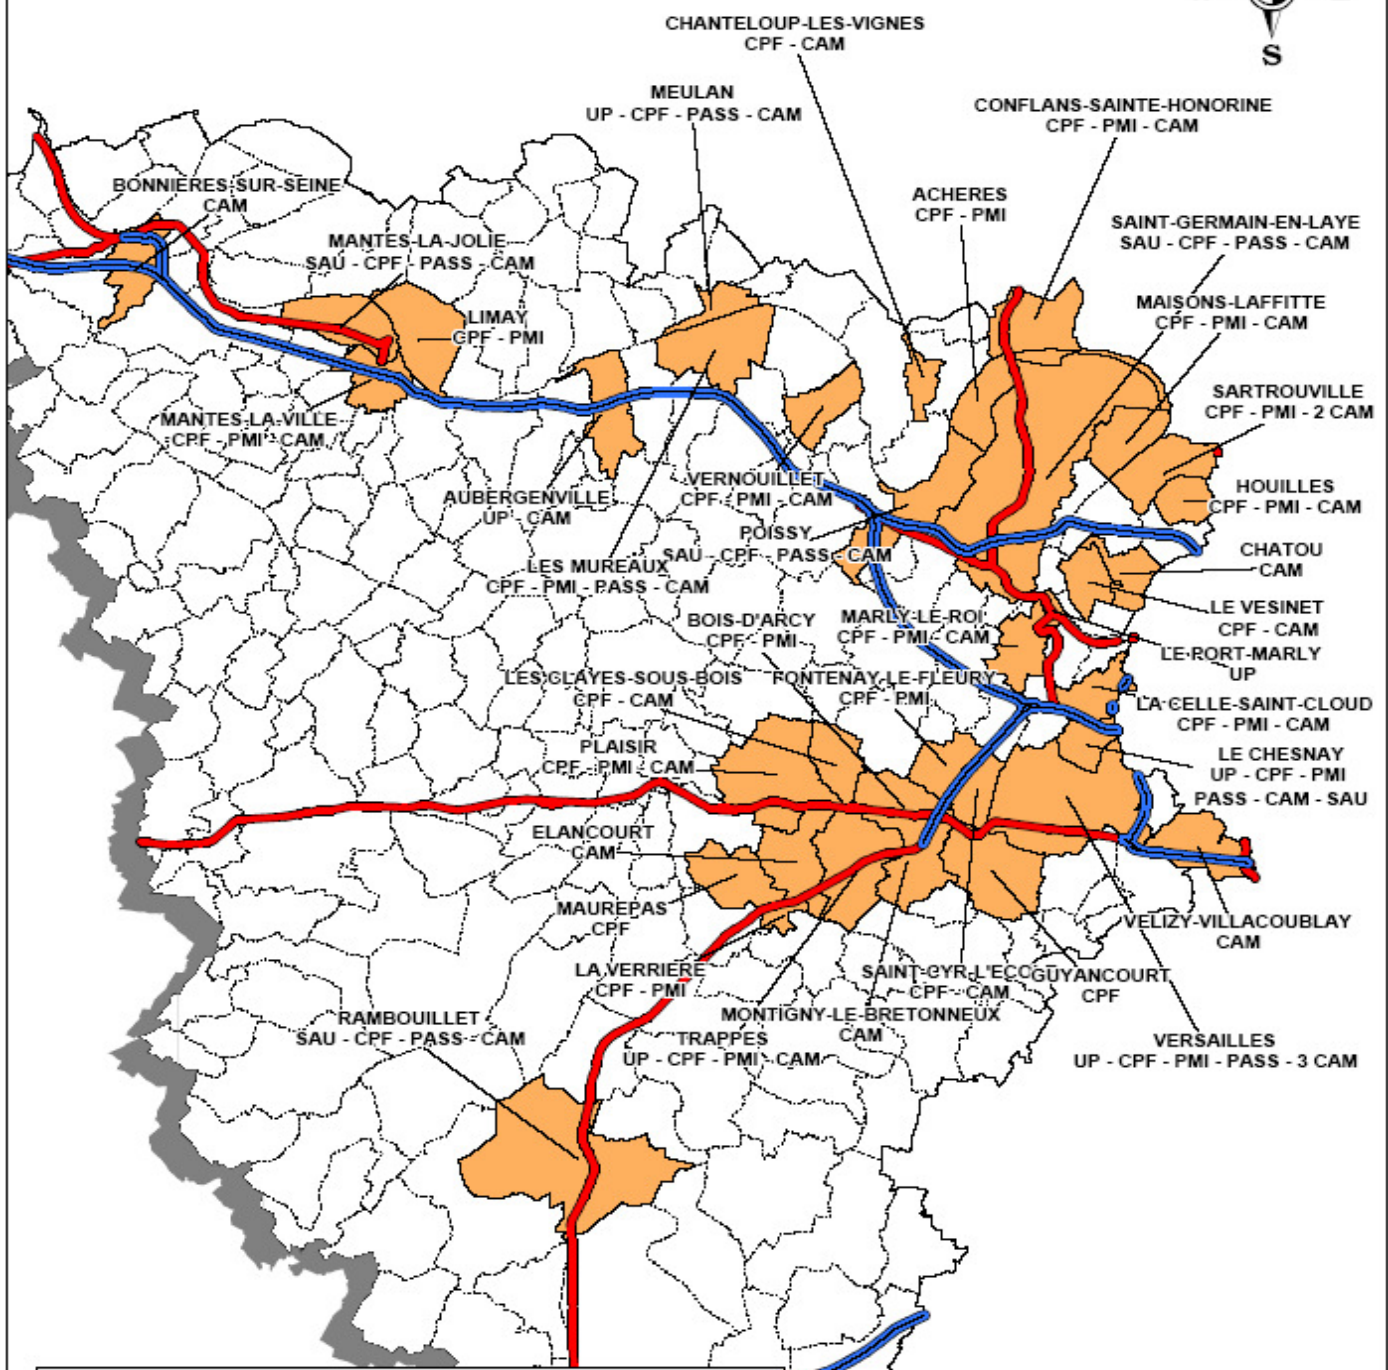 S
CHANTELOUP-LES-VIGNES
CPF - CAM
MEULAN
UP - CPF - PASS - CAM
CONFLANS-SAINTE-HONORINE
CPF - PMI - CAM
BONNIERES-SUR-SEINE
CAM
ACHERES
CPF - PMI
SAINT-GERMAIN-EN-LAYE
SAU - CPF - PASS - CAM
MANTES-LA-JOLIE
SAU - CPF - PASS - CAM
MAISONS-LAFFITTE
CPF - PMI - CAM
LIMAY
CPF - PMI
SARTROUVILLE
CPF - PMI - 2 CAM
MANTES-LA-VILLE
CPF - PMI - CAM
VERNOUILLET
CPF - PMI - CAM
HOUILLES
CPF - PMI - CAM
AUBERGENVILLE
UP - CAM
POISSY
SAU - CPF - PASS - CAM
CHATOU
CAM
LES MUREAUX
CPF - PMI - PASS - CAM
LE VESINET
CPF - CAM
BOIS-D'ARCY
CPF - PMI
MARLY-LE-ROI
CPF - PMI - CAM
LE PORT-MARLY
UP
LES CLAYES-SOUS-BOIS
CPF - CAM
FONTENAY-LE-FLEURY
CPF - PMI
LA CELLE-SAINT-CLOUD
CPF - PMI - CAM
PLAISIR
CPF - PMI - CAM
LE CHESNAY
UP - CPF - PMI
PASS - CAM - SAU
ELANCOURT
CAM
MAUREPAS
CPF
VELIZY-VILLACOUBLAY
CAM
LA VERRIERE
CPF - PMI
SAINT-CYR-L'ECO
CPF - CAM
GUYANCOURT
CPF
RAMBOUILLET
SAU - CPF - PASS - CAM
MONTIGNY-LE-BRETONNEUX
CAM
TRAPPES
UP - CPF - PMI - CAM
VERSAILLES
UP - CPF - PMI - PASS - 3 CAM